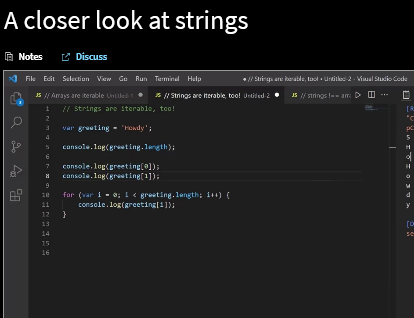 A closer look at strings
Notes
Discuss
File Edit Selection View Go Run Terminal Help
● // Strings are iterable, too! • Untitled-2 - Visual Studio Code
JS // Arrays are iterable Untitled-1 ●
JS // Strings are iterable, too! Untitled-2 ●
JS // strings !== arra
1 // Strings are iterable, too!
2
3 var greeting = 'Howdy';
4
5 console.log(greeting.length);
6
7 console.log(greeting[0]);
8 console.log(greeting[1]);
9
10 for (var i = 0; i < greeting.length; i++) {
11 console.log(greeting[i]);
12 }
13
14
15
16
[R
"C
pC
5
H
o
H
o
w
d
y
[D
se